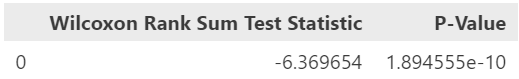 Wilcoxon Rank Sum Test Statistic P-Value
0 -6.369654 1.894555e-10